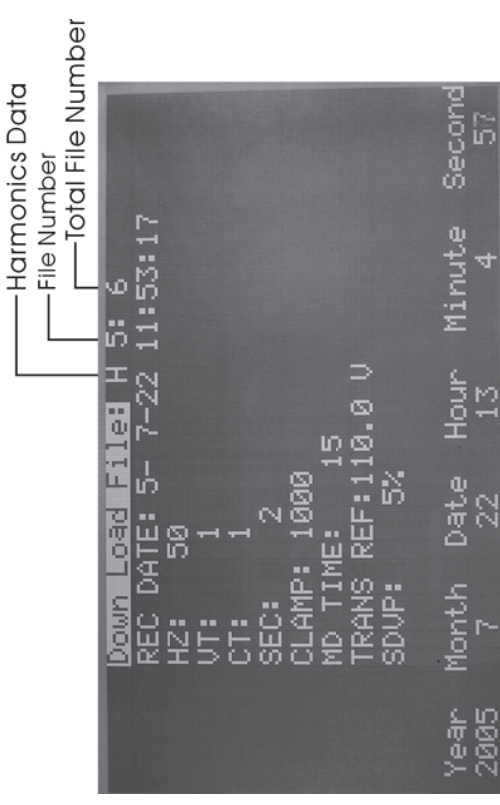 Harmonics Data
File Number
Total File Number
Down Load File: H 5: 6
REC DATE: 5- 7-22 11:53:17
HZ: 50
VT: 1
CT: 1
SEC: 2
CLAMP: 1000
MD TIME: 15
TRANS REF:110.0 V
SDVP: 5%
Year Month Date Hour Minute Second
2005 7 22 13 4 57